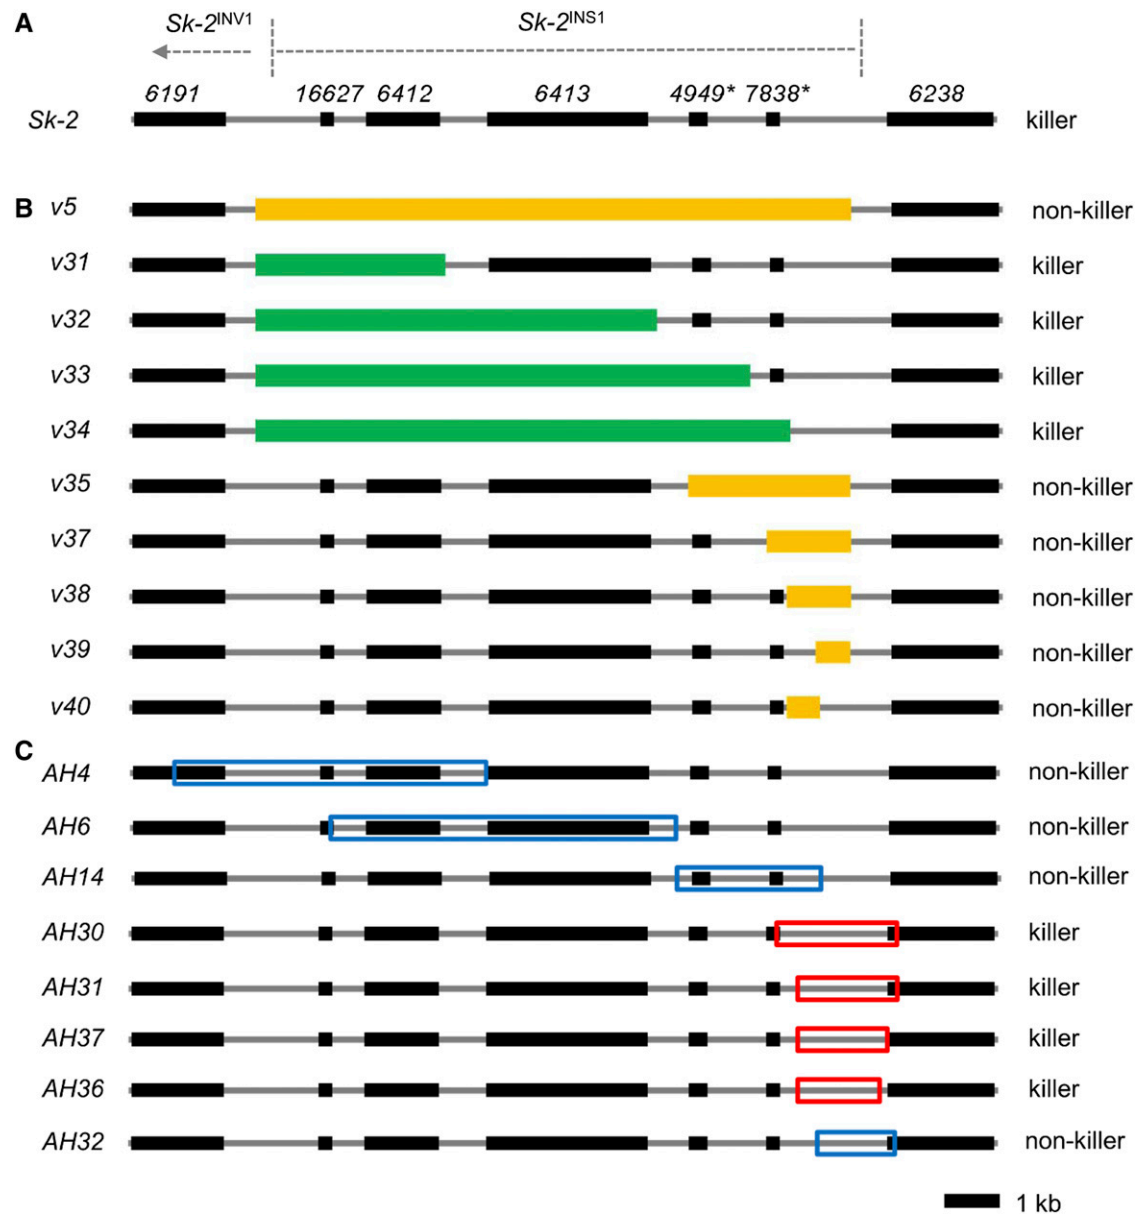 A
Sk-2INV1 Sk-2INS1
6191 16627 6412 6413 4949* 7838* 6238
Sk-2 killer
B v5 non-killer
v31 killer
v32 killer
v33 killer
v34 killer
v35 non-killer
v37 non-killer
v38 non-killer
v39 non-killer
v40 non-killer
C
AH4 non-killer
AH6 non-killer
AH14 non-killer
AH30 killer
AH31 killer
AH37 killer
AH36 killer
AH32 non-killer
1 kb